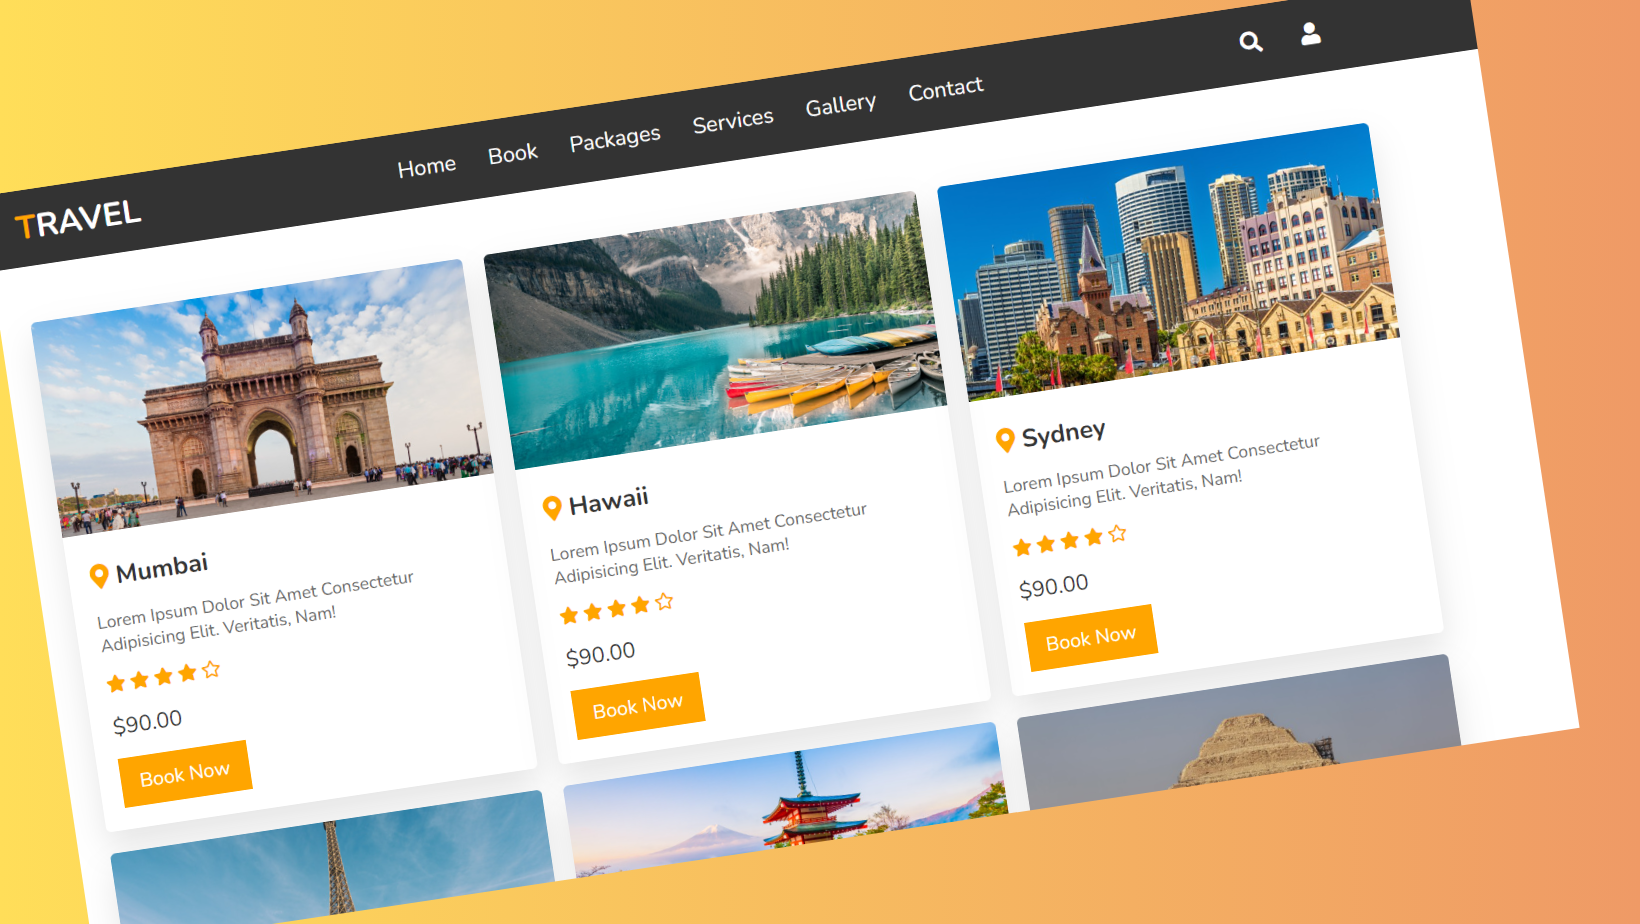 TRAVEL
Home Book Packages Services Gallery Contact
Mumbai
Lorem Ipsum Dolor Sit Amet Consectetur
Adipisicing Elit. Veritatis, Nam!
$90.00
Book Now
Hawaii
Lorem Ipsum Dolor Sit Amet Consectetur
Adipisicing Elit. Veritatis, Nam!
$90.00
Book Now
Sydney
Lorem Ipsum Dolor Sit Amet Consectetur
Adipisicing Elit. Veritatis, Nam!
$90.00
Book Now